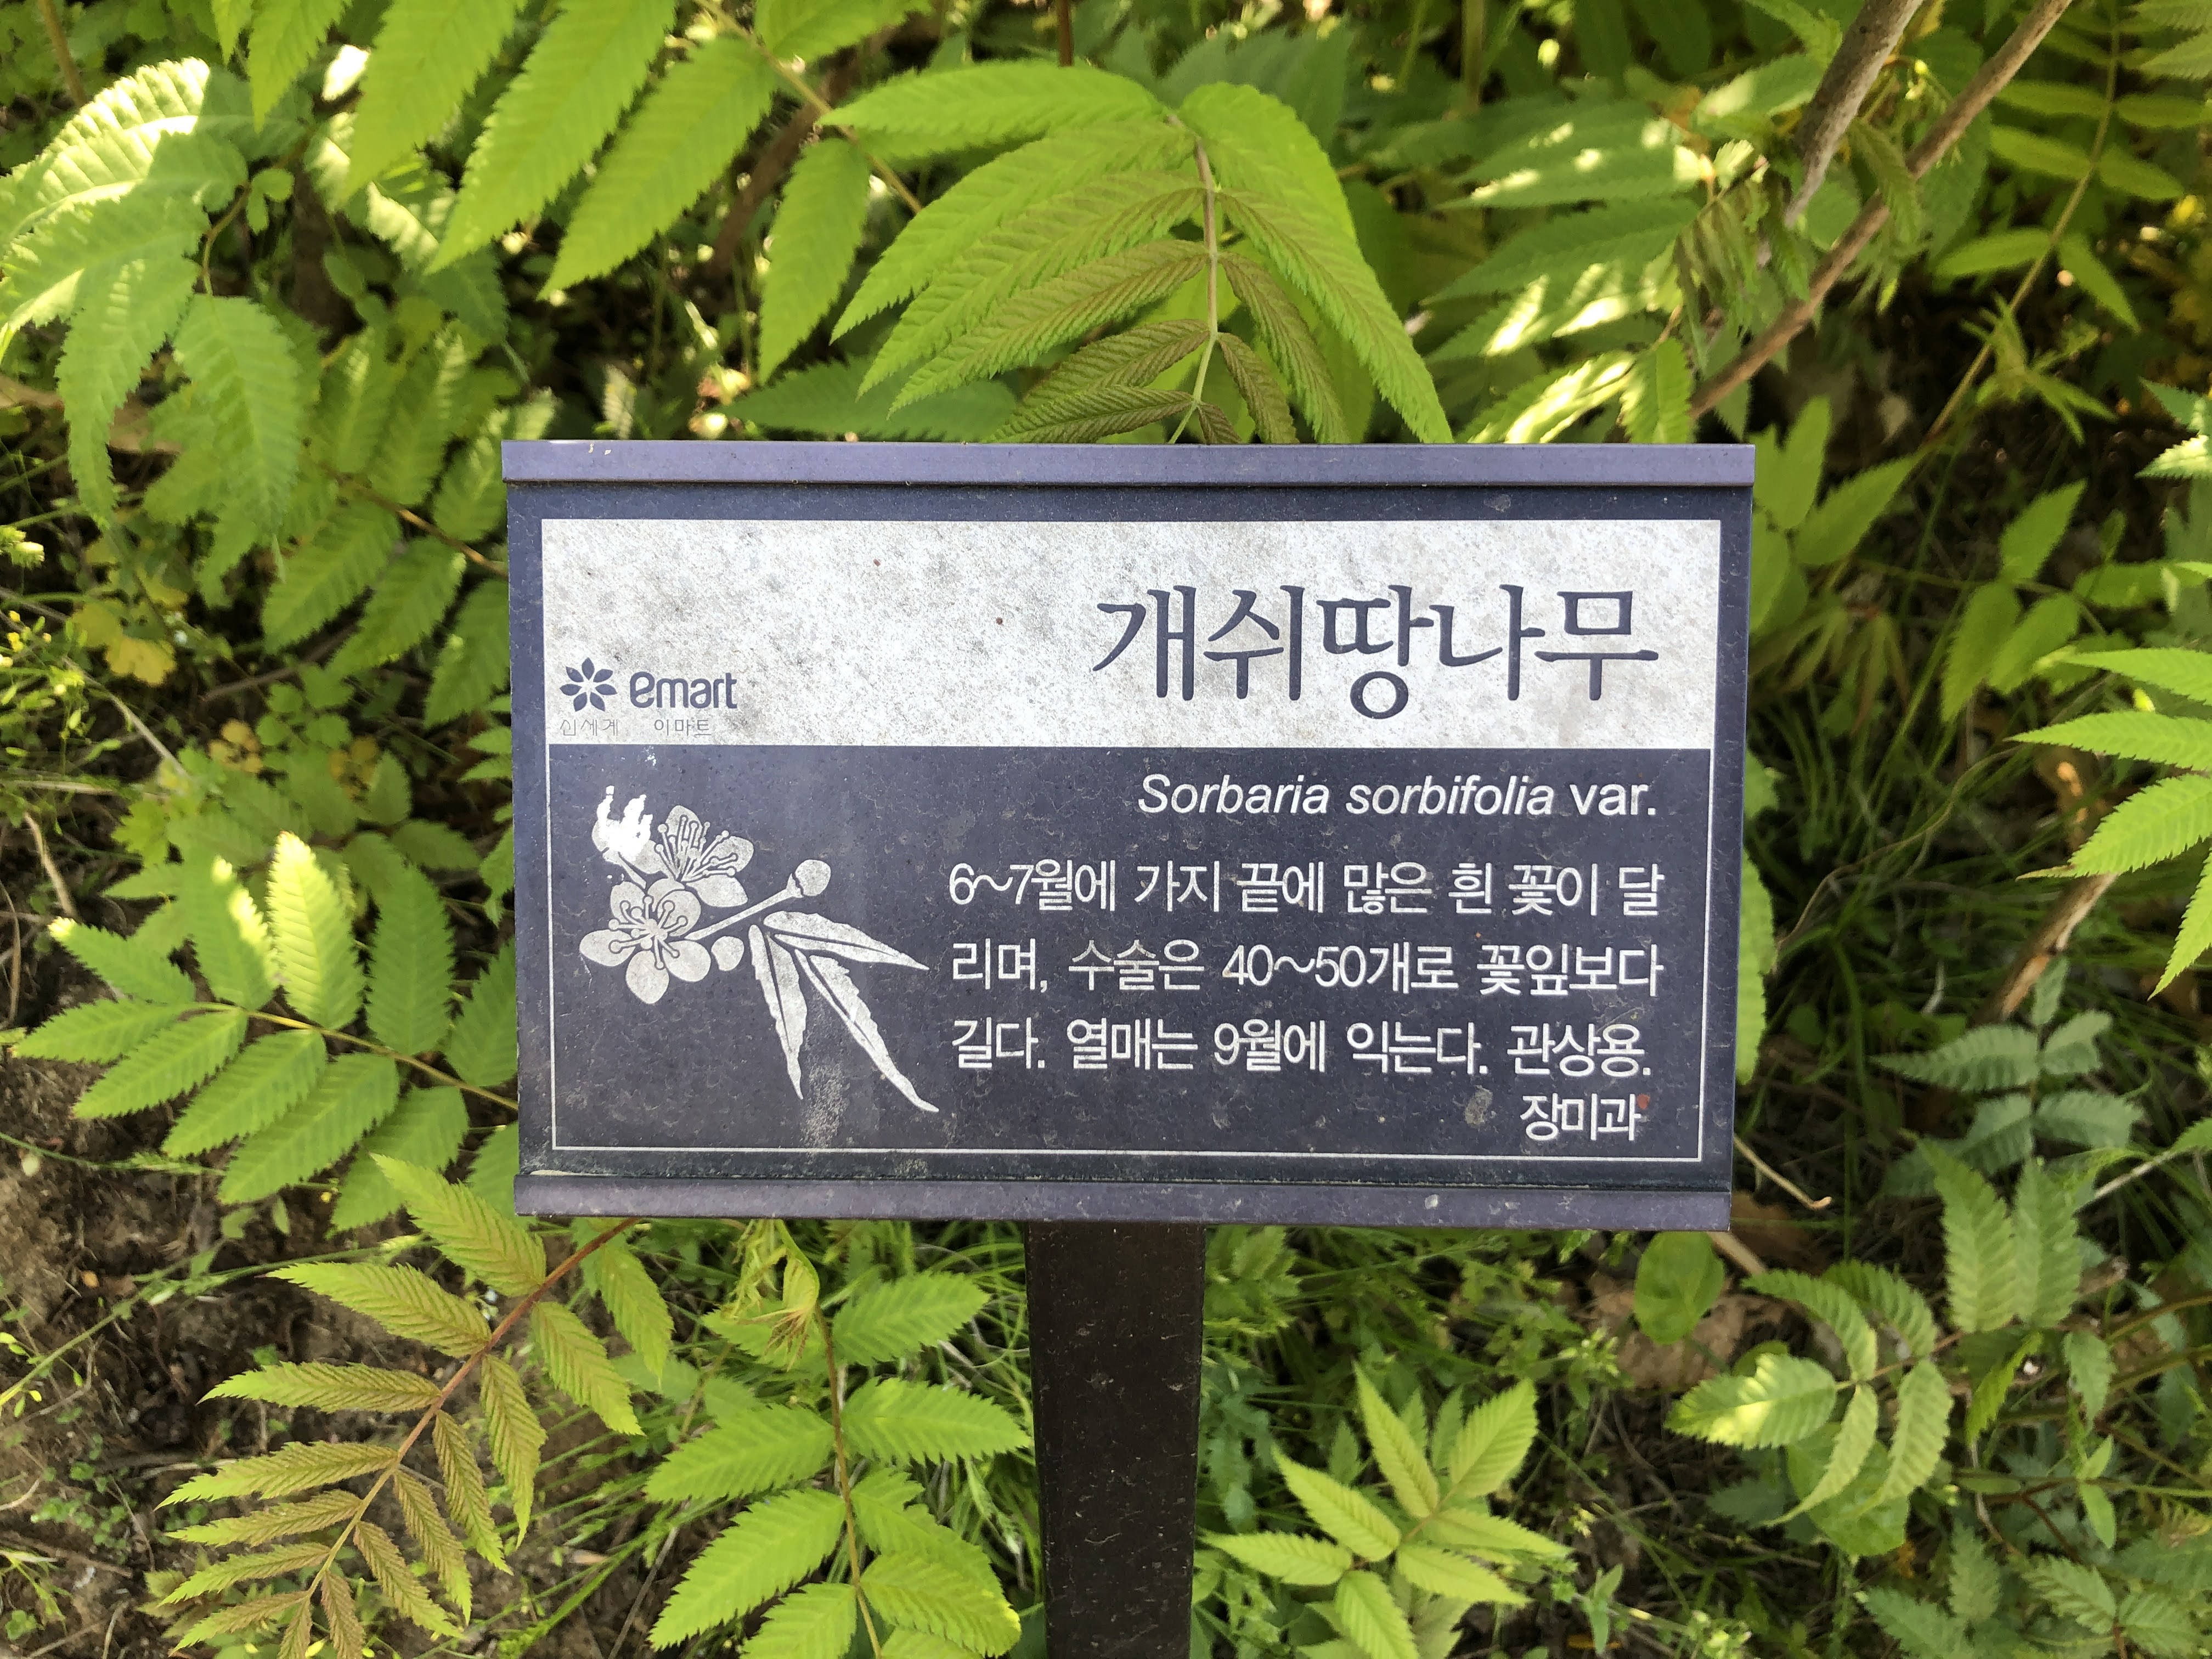 emart
신세계 이마트
개쉬땅나무
Sorbaria sorbifolia var.
6~7월에 가지 끝에 많은 흰 꽃이 달
리며, 수술은 40~50개로 꽃잎보다
길다. 열매는 9월에 익는다. 관상용.
장미과